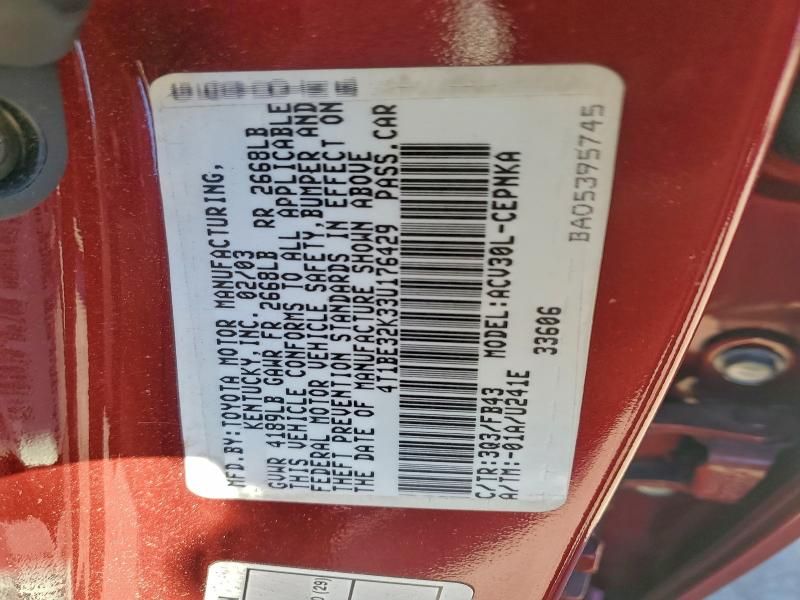 MFD.BY:TOYOTA MOTOR MANUFACTURING,
KENTUCKY,INC. 02/03
GVWR 4189LB GAWR FR 2668LB RR 2668LB
THIS VEHICLE CONFORMS TO ALL APPLICABLE
FEDERAL MOTOR VEHICLE SAFETY,BUMPER AND
THEFT PREVENTION STANDARDS IN EFFECT ON
THE DATE OF MANUFACTURE SHOWN ABOVE
4T1BE32K33U176429 PASS.CAR
C/TR:3R3/FB43 MODEL:ACV30L-CEPNKA
A/TM:-01A/U241E 33606
BA05395745